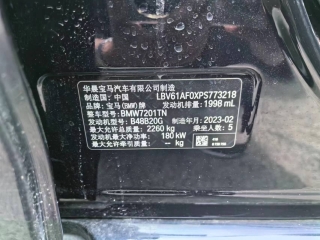 华晨宝马汽车有限公司制造
制造国：中国 LBV61AF0XPS773218
品牌：宝马(BMW)牌 发动机排量：1998 mL
整车型号：BMW7201TN
发动机型号：B48B20G 制造年月：2023-02
最大允许总质量：2260 kg 乘坐人数：5
发动机最大净功率：180 kW
最大允许牵引质量：-- kg